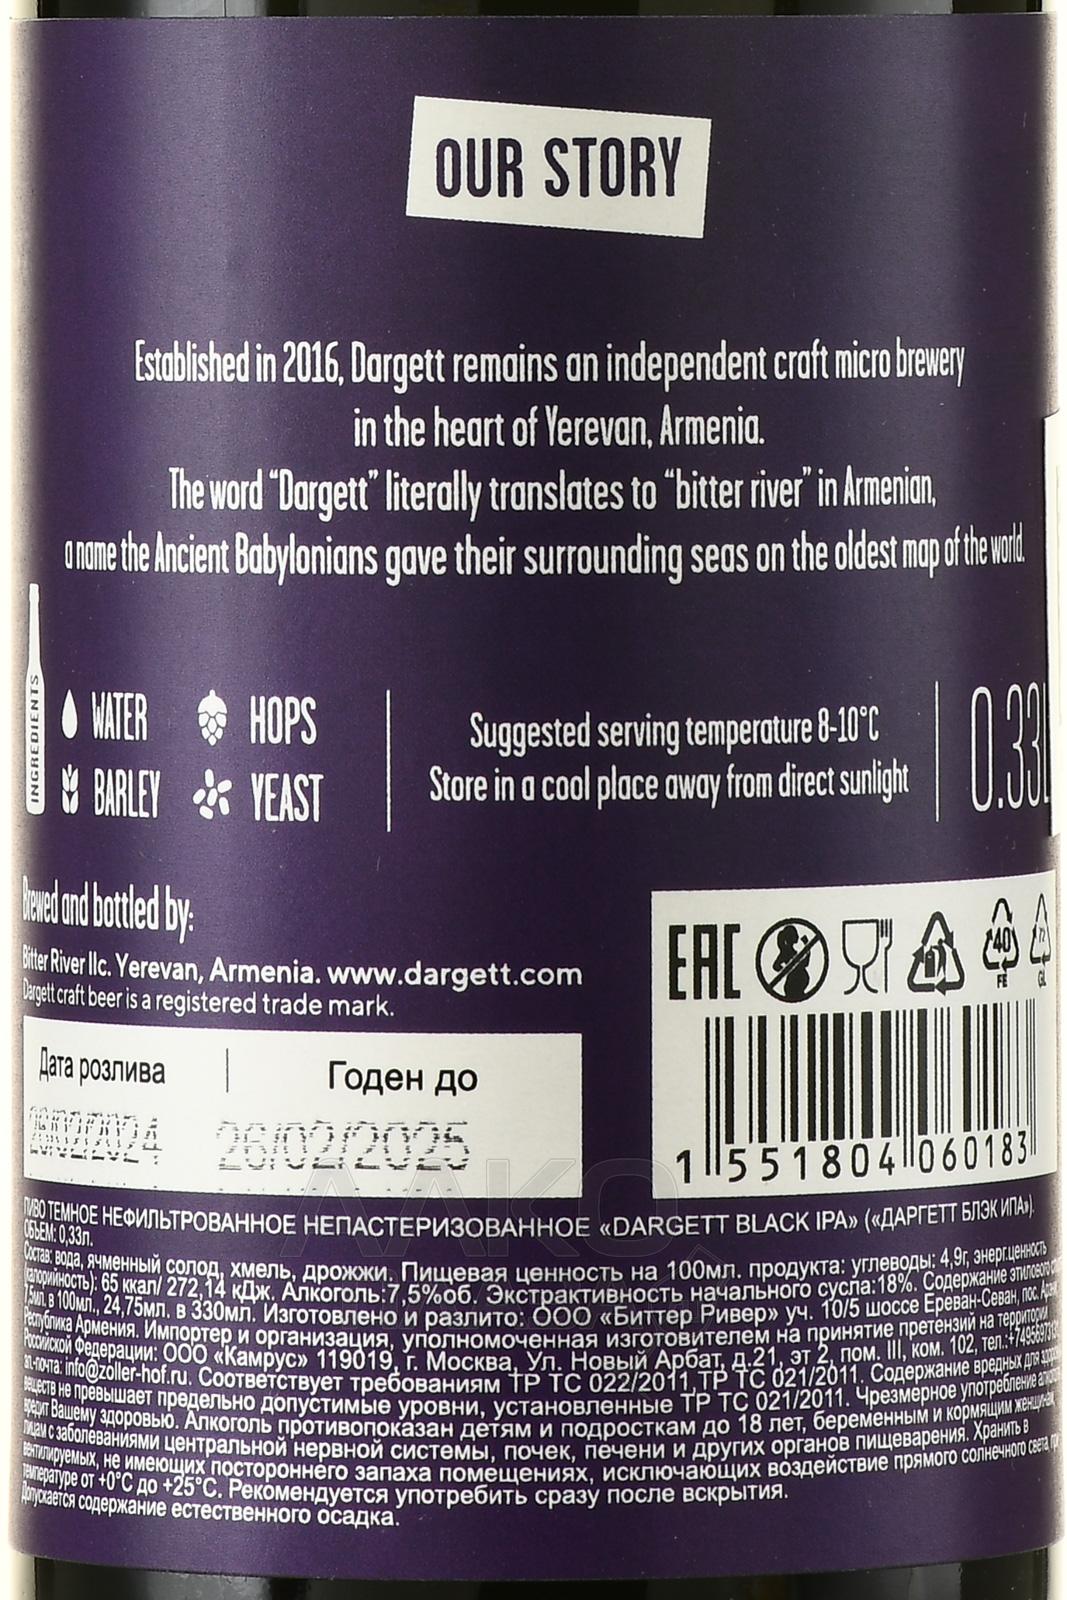 OUR STORY
Established in 2016, Dargett remains an independent craft micro brewery
in the heart of Yerevan, Armenia.
The word “Dargett” literally translates to “bitter river” in Armenian,
a name the Ancient Babylonians gave their surrounding seas on the oldest map of the world.
INGREDIENTS
WATER HOPS
BARLEY YEAST
Suggested serving temperature 8-10°C
Store in a cool place away from direct sunlight
0.33L
Brewed and bottled by:
Bitter River llc. Yerevan, Armenia. www.dargett.com
Dargett craft beer is a registered trade mark.
EAC
40
FE
72
GL
Дата розлива | Годен до
26/02/2024 26/02/2025
1 551804 060183
ПИВО ТЕМНОЕ НЕФИЛЬТРОВАННОЕ НЕПАСТЕРИЗОВАННОЕ «DARGETT BLACK IPA» («ДАРГЕТТ БЛЭК ИПА»).
ОБЪЕМ: 0,33л.
Состав: вода, ячменный солод, хмель, дрожжи. Пищевая ценность на 100мл. продукта: углеводы: 4,9г, энерг.ценность
(калорийность): 65 ккал/ 272,14 кДж. Алкоголь:7,5%об. Экстрактивность начального сусла:18%. Содержание этилового
7,5мл. в 100мл., 24,75мл. в 330мл. Изготовлено и разлито: ООО «Биттер Ривер» уч. 10/5 шоссе Ереван-Севан, пос.
Республика Армения. Импортер и организация, уполномоченная изготовителем на принятие претензий на территории
Российской Федерации: ООО «Камрус» 119019, г. Москва, Ул. Новый Арбат, д.21, эт 2, пом. III, ком. 102, тел.:
эл.-почта: info@zoller-hof.ru. Соответствует требованиям ТР ТС 022/2011,ТР ТС 021/2011. Содержание вредных для
веществ не превышает предельно допустимые уровни, установленные ТР ТС 021/2011. Чрезмерное употребление
вредит Вашему здоровью. Алкоголь противопоказан детям и подросткам до 18 лет, беременным и кормящим женщинам,
лицам с заболеваниями центральной нервной системы, почек, печени и других органов пищеварения. Хранить в
вентилируемых, не имеющих постороннего запаха помещениях, исключающих воздействие прямого солнечного света,
температуре от +0°С до +25°С. Рекомендуется употребить сразу после вскрытия.
Допускается содержание естественного осадка.